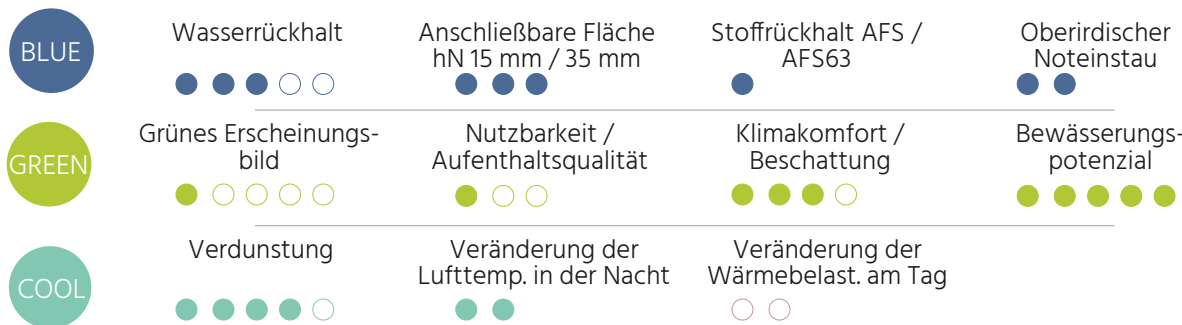 BLUE
Wasserrückhalt
Anschließbare Fläche
hN 15 mm / 35 mm
Stoffrückhalt AFS /
AFS63
Oberirdischer
Noteinstau
GREEN
Grünes Erscheinungs-
bild
Nutzbarkeit /
Aufenthaltsqualität
Klimakomfort /
Beschattung
Bewässerungs-
potenzial
COOL
Verdunstung
Veränderung der
Lufttemp. in der Nacht
Veränderung der
Wärmebelast. am Tag